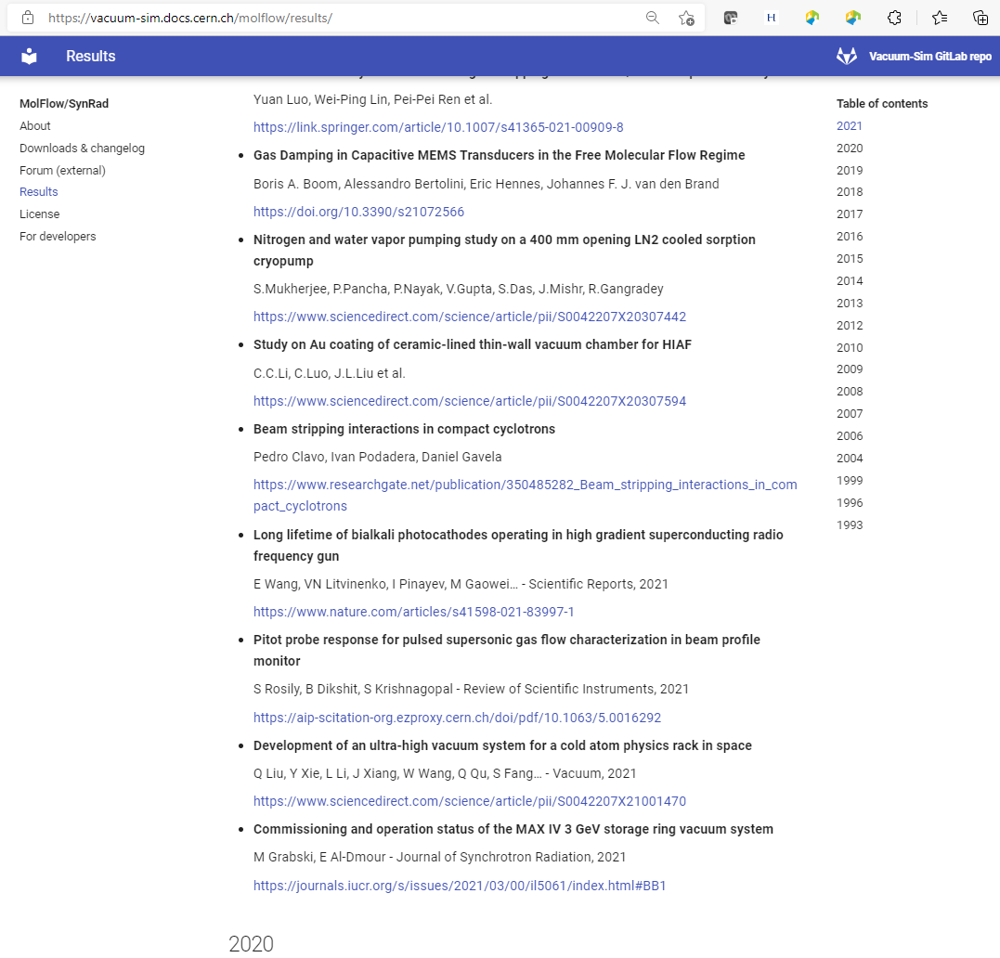 https://vacuum-sim.docs.cern.ch/molflow/results/
H
Results
Vacuum-Sim GitLab repo
MolFlow/SynRad
About
Downloads & changelog
Forum (external)
Results
License
For developers
Yuan Luo, Wei-Ping Lin, Pei-Pei Ren et al.
https://link.springer.com/article/10.1007/s41365-021-00909-8
• Gas Damping in Capacitive MEMS Transducers in the Free Molecular Flow Regime
Boris A. Boom, Alessandro Bertolini, Eric Hennes, Johannes F. J. van den Brand
https://doi.org/10.3390/s21072566
• Nitrogen and water vapor pumping study on a 400 mm opening LN2 cooled sorption
cryopump
S.Mukherjee, P.Pancha, P.Nayak, V.Gupta, S.Das, J.Mishr, R.Gangradey
https://www.sciencedirect.com/science/article/pii/S0042207X20307442
• Study on Au coating of ceramic-lined thin-wall vacuum chamber for HIAF
C.C.Li, C.Luo, J.L.Liu et al.
https://www.sciencedirect.com/science/article/pii/S0042207X20307594
• Beam stripping interactions in compact cyclotrons
Pedro Clavo, Ivan Podadera, Daniel Gavela
https://www.researchgate.net/publication/350485282_Beam_stripping_interactions_in_com
pact_cyclotrons
• Long lifetime of bialkali photocathodes operating in high gradient superconducting radio
frequency gun
E Wang, VN Litvinenko, I Pinayev, M Gaowei… - Scientific Reports, 2021
https://www.nature.com/articles/s41598-021-83997-1
• Pitot probe response for pulsed supersonic gas flow characterization in beam profile
monitor
S Rosily, B Dikshit, S Krishnagopal - Review of Scientific Instruments, 2021
https://aip-scitation-org.ezproxy.cern.ch/doi/pdf/10.1063/5.0016292
• Development of an ultra-high vacuum system for a cold atom physics rack in space
Q Liu, Y Xie, L Li, J Xiang, W Wang, Q Qu, S Fang… - Vacuum, 2021
https://www.sciencedirect.com/science/article/pii/S0042207X21001470
• Commissioning and operation status of the MAX IV 3 GeV storage ring vacuum system
M Grabski, E Al-Dmour - Journal of Synchrotron Radiation, 2021
https://journals.iucr.org/s/issues/2021/03/00/il5061/index.html#BB1
2020
Table of contents
2021
2020
2019
2018
2017
2016
2015
2014
2013
2012
2010
2009
2008
2007
2006
2004
1999
1996
1993